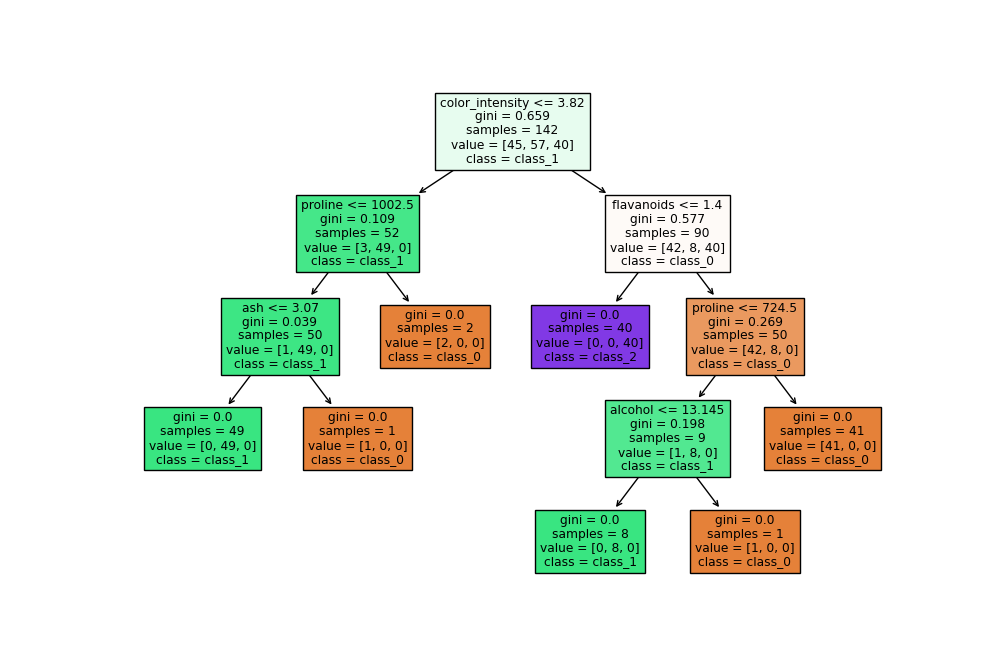 color_intensity <= 3.82
gini = 0.659
samples = 142
value = [45, 57, 40]
class = class_1
proline <= 1002.5
gini = 0.109
samples = 52
value = [3, 49, 0]
class = class_1
flavanoids <= 1.4
gini = 0.577
samples = 90
value = [42, 8, 40]
class = class_0
ash <= 3.07
gini = 0.039
samples = 50
value = [1, 49, 0]
class = class_1
gini = 0.0
samples = 2
value = [2, 0, 0]
class = class_0
gini = 0.0
samples = 40
value = [0, 0, 40]
class = class_2
proline <= 724.5
gini = 0.269
samples = 50
value = [42, 8, 0]
class = class_0
gini = 0.0
samples = 49
value = [0, 49, 0]
class = class_1
gini = 0.0
samples = 1
value = [1, 0, 0]
class = class_0
alcohol <= 13.145
gini = 0.198
samples = 9
value = [1, 8, 0]
class = class_1
gini = 0.0
samples = 41
value = [41, 0, 0]
class = class_0
gini = 0.0
samples = 8
value = [0, 8, 0]
class = class_1
gini = 0.0
samples = 1
value = [1, 0, 0]
class = class_0